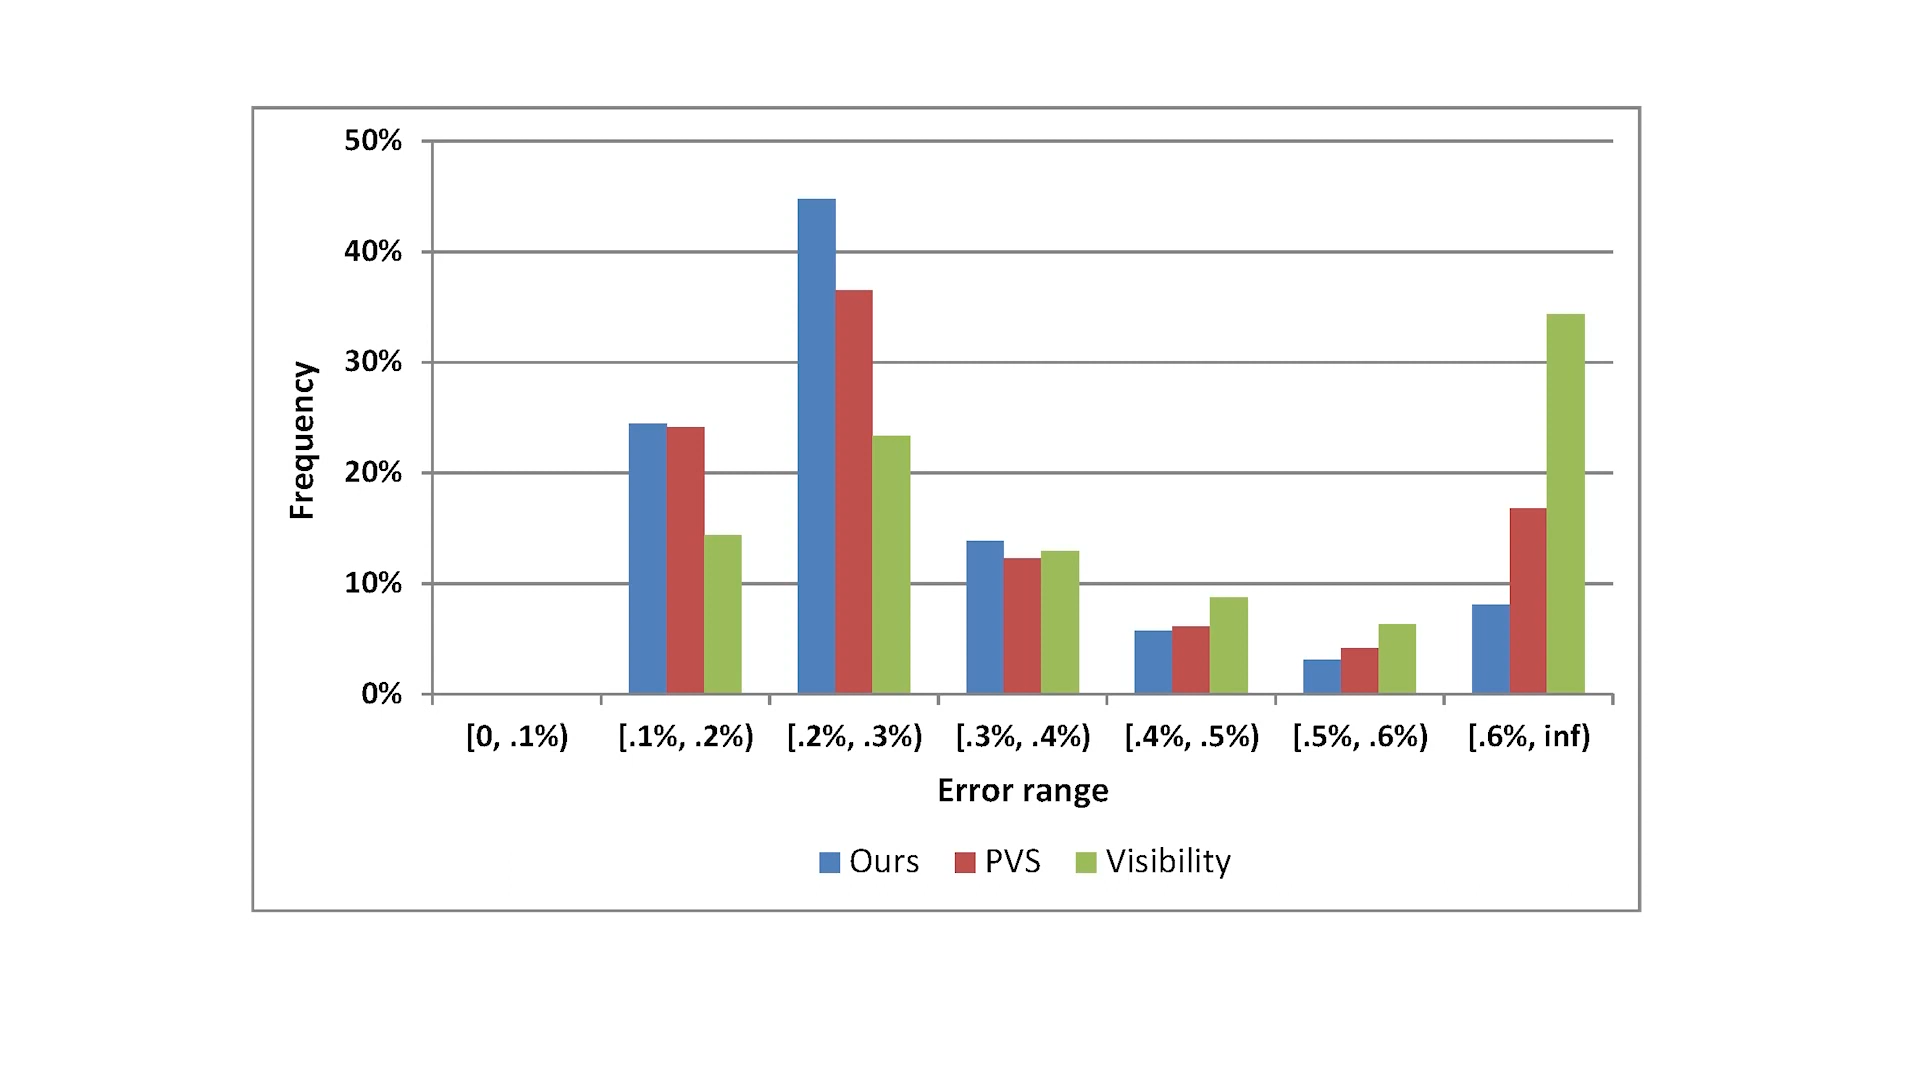 50%
40%
30%
20%
10%
0%
Frequency
[0, .1%) [.1%, .2%) [.2%, .3%) [.3%, .4%) [.4%, .5%) [.5%, .6%) [.6%, inf)
Error range
Ours PVS Visibility